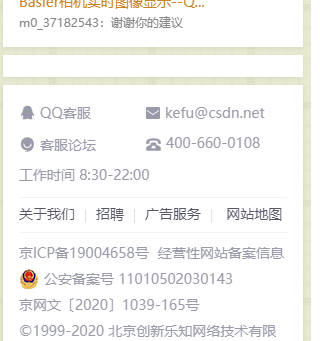 Basler相机实时图像显示--Q...
m0_37182543：谢谢你的建议
QQ客服 kefu@csdn.net
客服论坛 400-660-0108
工作时间 8:30-22:00
关于我们 招聘 广告服务 网站地图
京ICP备19004658号 经营性网站备案信息
公安备案号 11010502030143
京网文〔2020〕1039-165号
©1999-2020 北京创新乐知网络技术有限